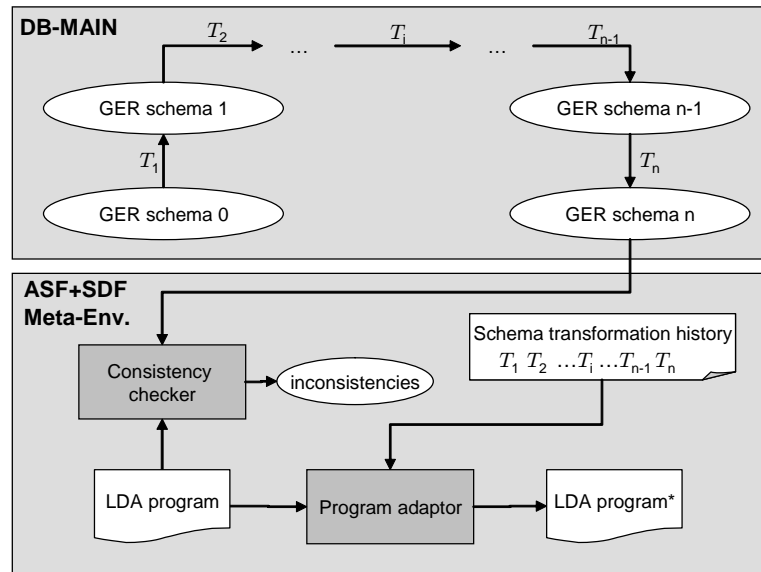 DB-MAIN
T2 ... Ti ... Tn-1
GER schema 1
GER schema n-1
T1
Tn
GER schema 0
GER schema n
ASF+SDF
Meta-Env.
Schema transformation history
T1 T2 ...Ti ...Tn-1 Tn
Consistency
checker
inconsistencies
LDA program
Program adaptor
LDA program*